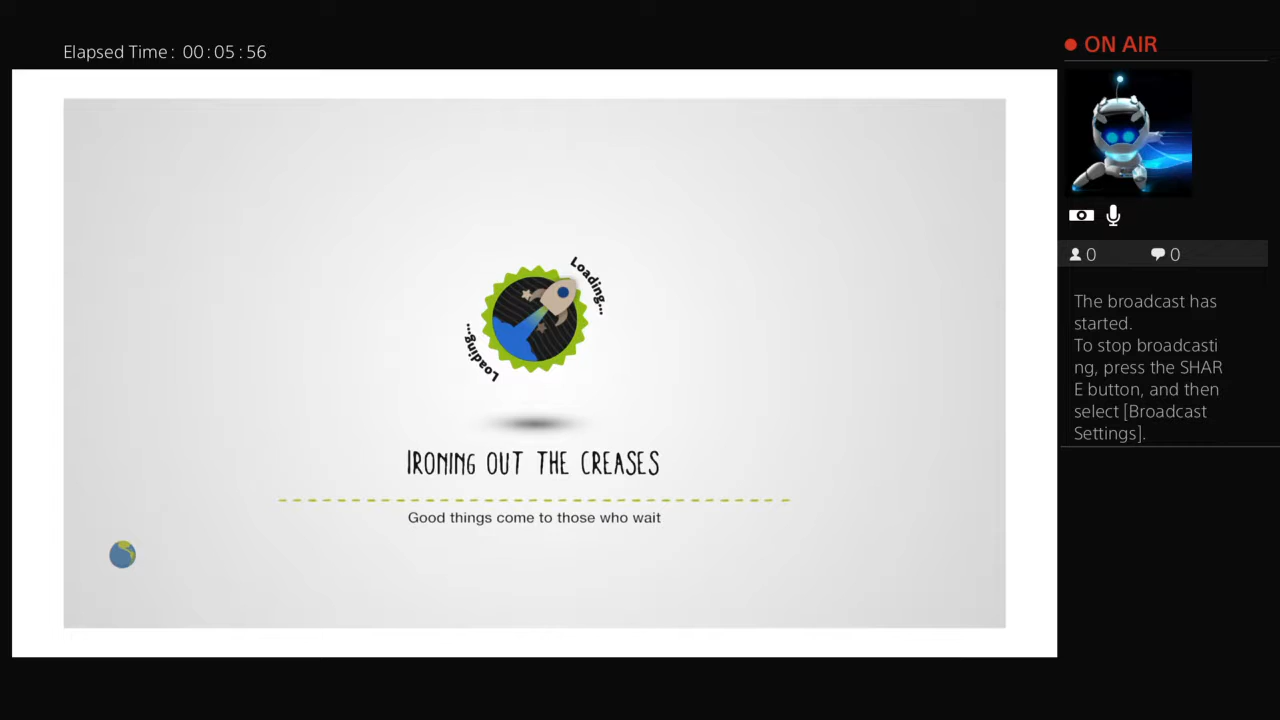 Elapsed Time: 00:05:56
ON AIR
0 0
The broadcast has
started.
To stop broadcasti
ng, press the SHAR
E button, and then
select [Broadcast
Settings].
Loading...
Loading...
IRONING OUT THE CREASES
Good things come to those who wait